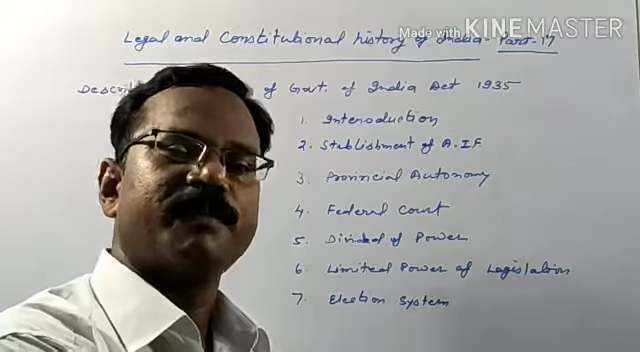 Made with KINEMASTER
Legal and Constitutional history of India - Part-17
Describ of Govt. of India Act 1935
1. Interoduction
2. Stablishment of A.I.F.
3. Provincial Autonomy
4. Federal Court
5. Divided of Power
6. Limited Power of Legislation
7. Election System